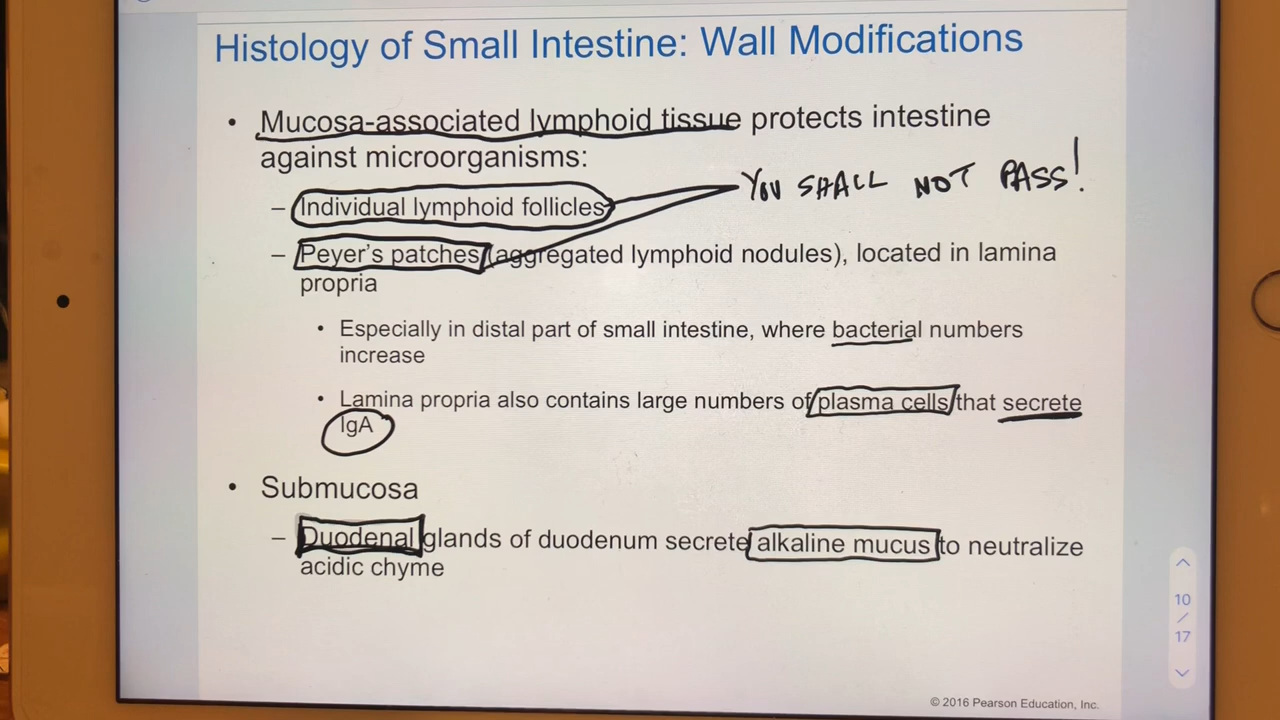 Histology of Small Intestine: Wall Modifications
• Mucosa-associated lymphoid tissue protects intestine
against microorganisms:
YOU SHALL NOT PASS!
– Individual lymphoid follicles
– Peyer's patches (aggregated lymphoid nodules), located in lamina
propria
• Especially in distal part of small intestine, where bacterial numbers
increase
• Lamina propria also contains large numbers of plasma cells that secrete
IgA
• Submucosa
– Duodenal glands of duodenum secrete alkaline mucus to neutralize
acidic chyme
10
/
17
© 2016 Pearson Education, Inc.